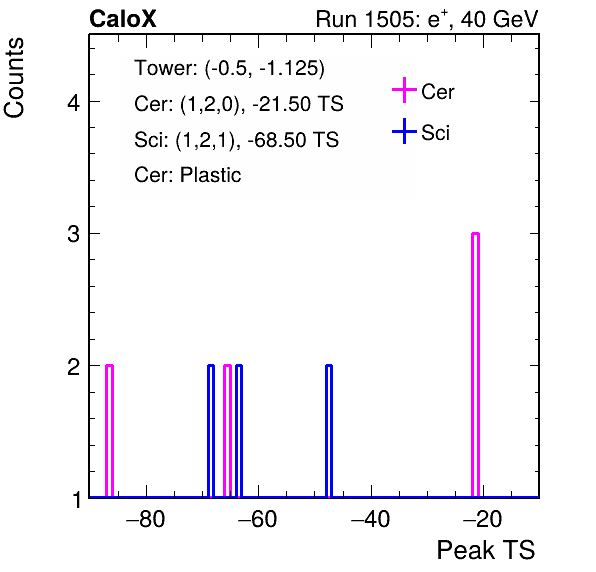 CaloX
Run 1505: e+, 40 GeV
Counts
Tower: (-0.5, -1.125)
Cer: (1,2,0), -21.50 TS
Sci: (1,2,1), -68.50 TS
Cer: Plastic
Cer
Sci
4
3
2
1
−80 −60 −40 −20
Peak TS